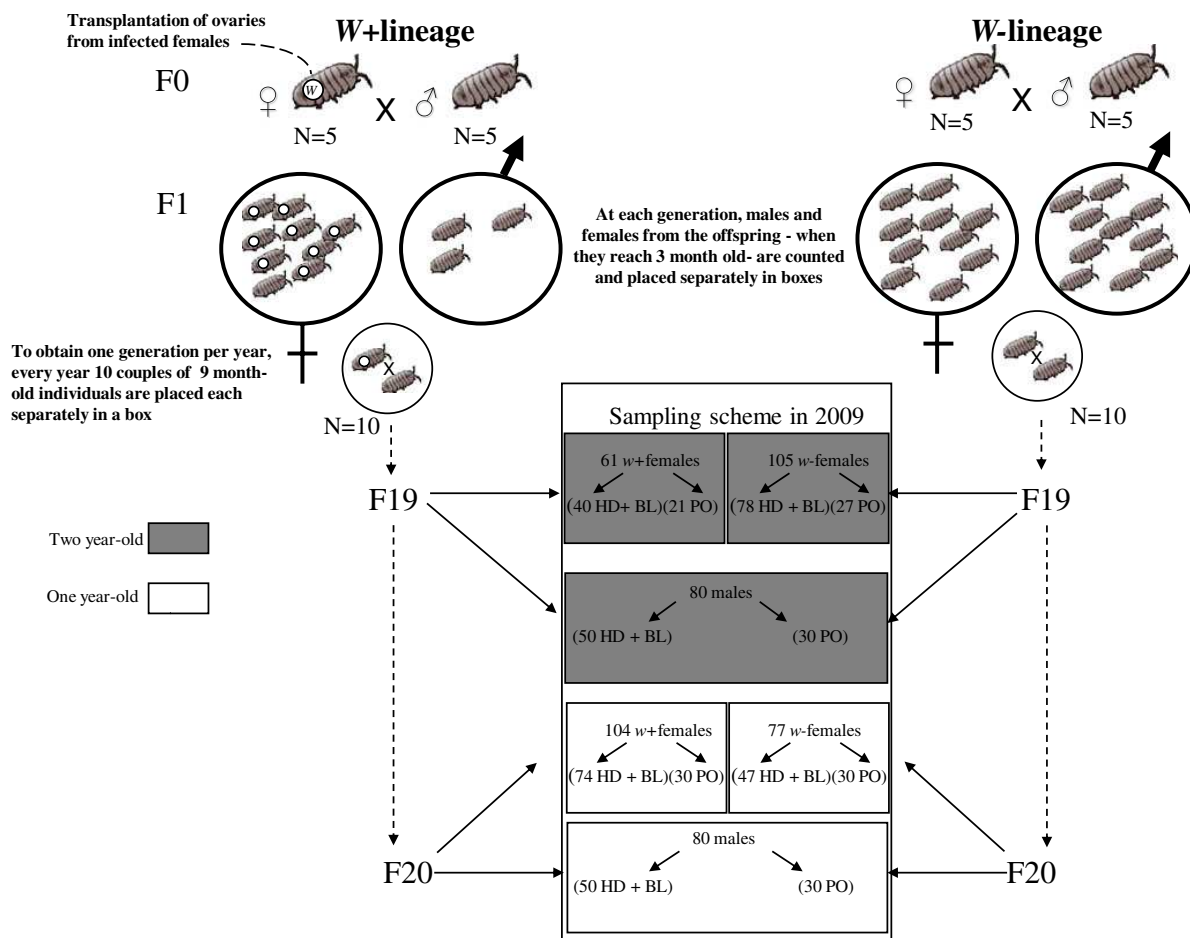 Transplantation of ovaries
from infected females
W+lineage
W-lineage
F0
W
♀
X
♂
N=5
N=5
♀
X
♂
N=5
N=5
F1
At each generation, males and
females from the offspring - when
they reach 3 month old- are counted
and placed separately in boxes
To obtain one generation per year,
every year 10 couples of 9 month-
old individuals are placed each
separately in a box
X
N=10
X
N=10
Sampling scheme in 2009
61 w+females
105 w-females
(40 HD+ BL)(21 PO)
(78 HD + BL)(27 PO)
F19
F19
Two year-old
One year-old
80 males
(50 HD + BL)
(30 PO)
104 w+females
77 w-females
(74 HD + BL)(30 PO)
(47 HD + BL)(30 PO)
80 males
F20
F20
(50 HD + BL)
(30 PO)